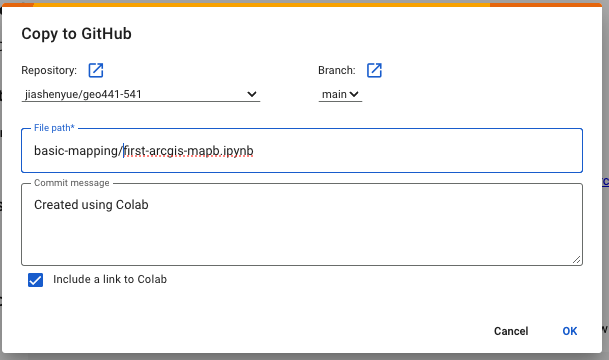 Copy to GitHub
Repository:
Branch:
jiashenyue/geo441-541
main
File path*
basic-mapping/first-arcgis-mapb.ipynb
Commit message
Created using Colab
Include a link to Colab
Cancel
OK